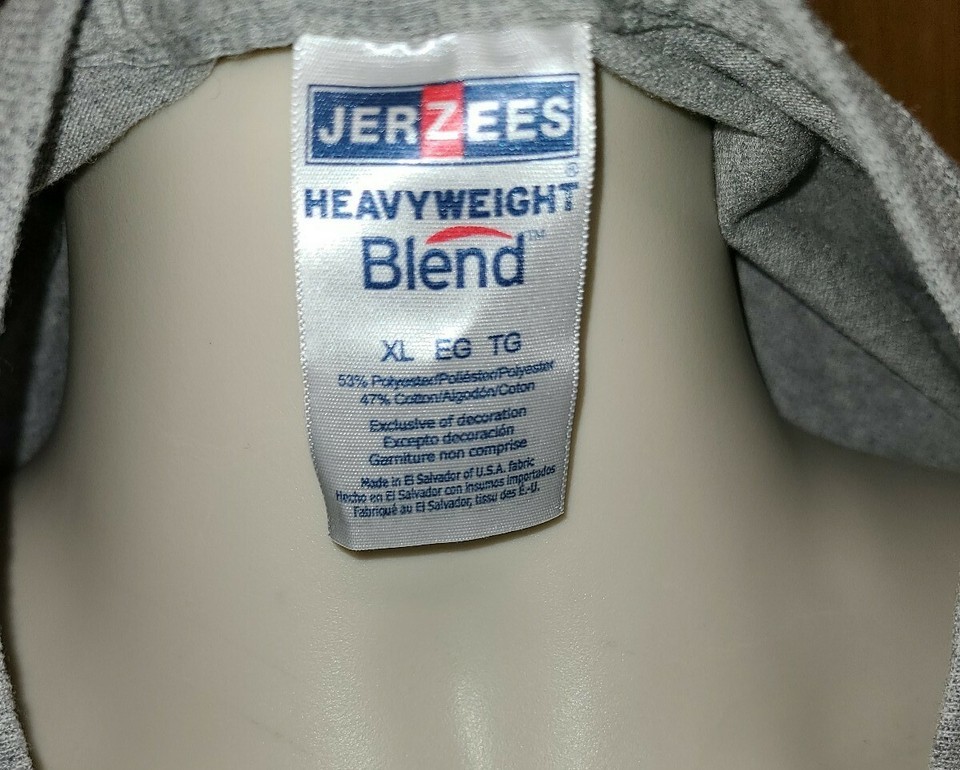 JERZEES®
HEAVYWEIGHT
Blend™
XL EG TG
53% Polyester/Poliéster/Polyester
47% Cotton/Algodón/Coton
Exclusive of decoration
Excepto decoración
Garniture non comprise
Made in El Salvador of U.S.A. fabric
Hecho en El Salvador con insumos importados
Fabriqué au El Salvador, tissu des É.-U.